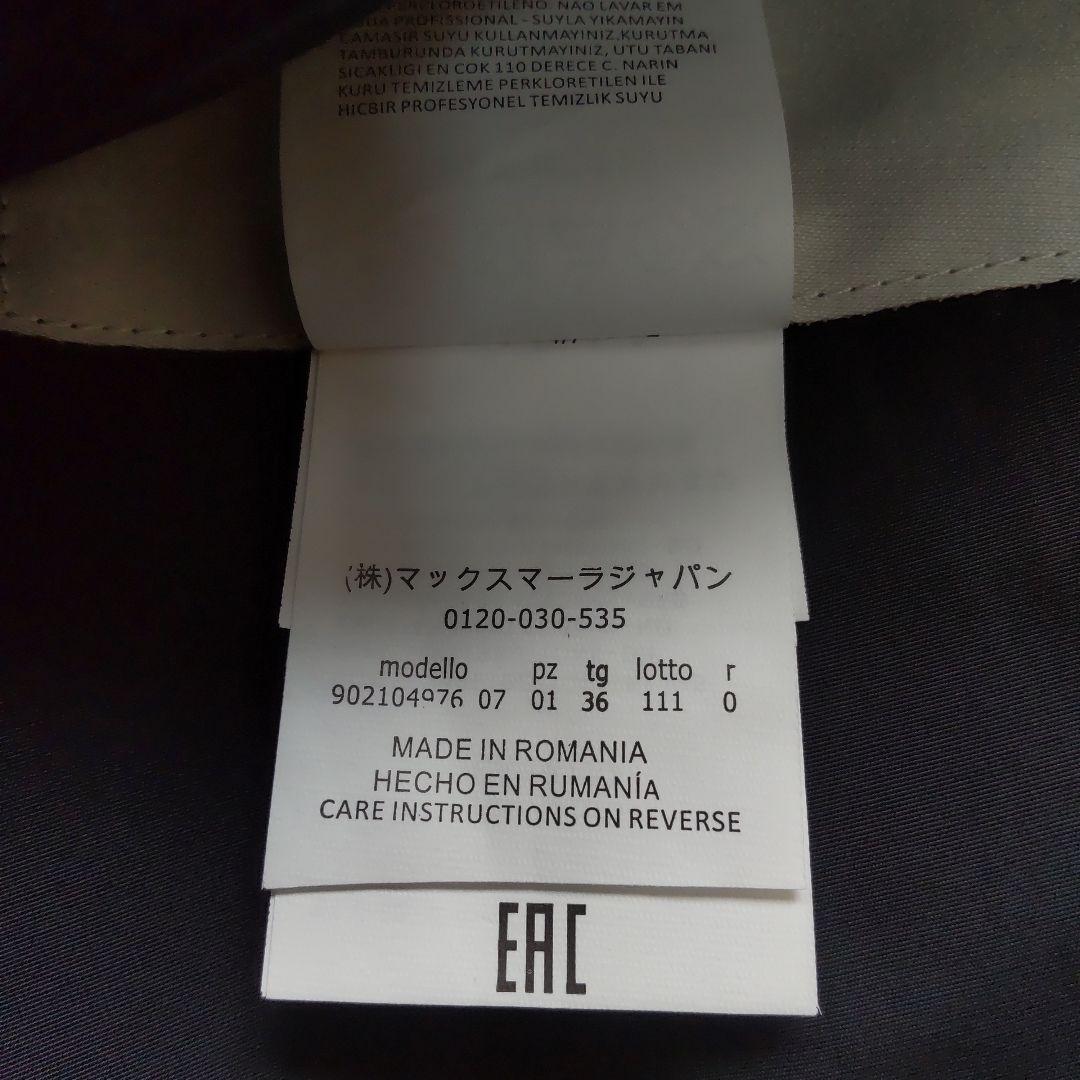 PERCLOROETILENO. NÃO LAVAR EM
PROFISSIONAL - SUYLA YIKAMAYIN
ÇAMASIR SUYU KULLANMAYINIZ,KURUTMA
TAMBURUNDA KURUTMAYINIZ, UTU TABANI
SICAKLIGI EN COK 110 DERECE C. NARIN
KURU TEMIZLEME PERKLORETILEN ILE
HICBIR PROFESYONEL TEMIZLIK SUYU
(株)マックスマーラジャパン
0120-030-535
modello pz tg lotto r
902104976 07 01 36 111 0
MADE IN ROMANIA
HECHO EN RUMANÍA
CARE INSTRUCTIONS ON REVERSE
EAC